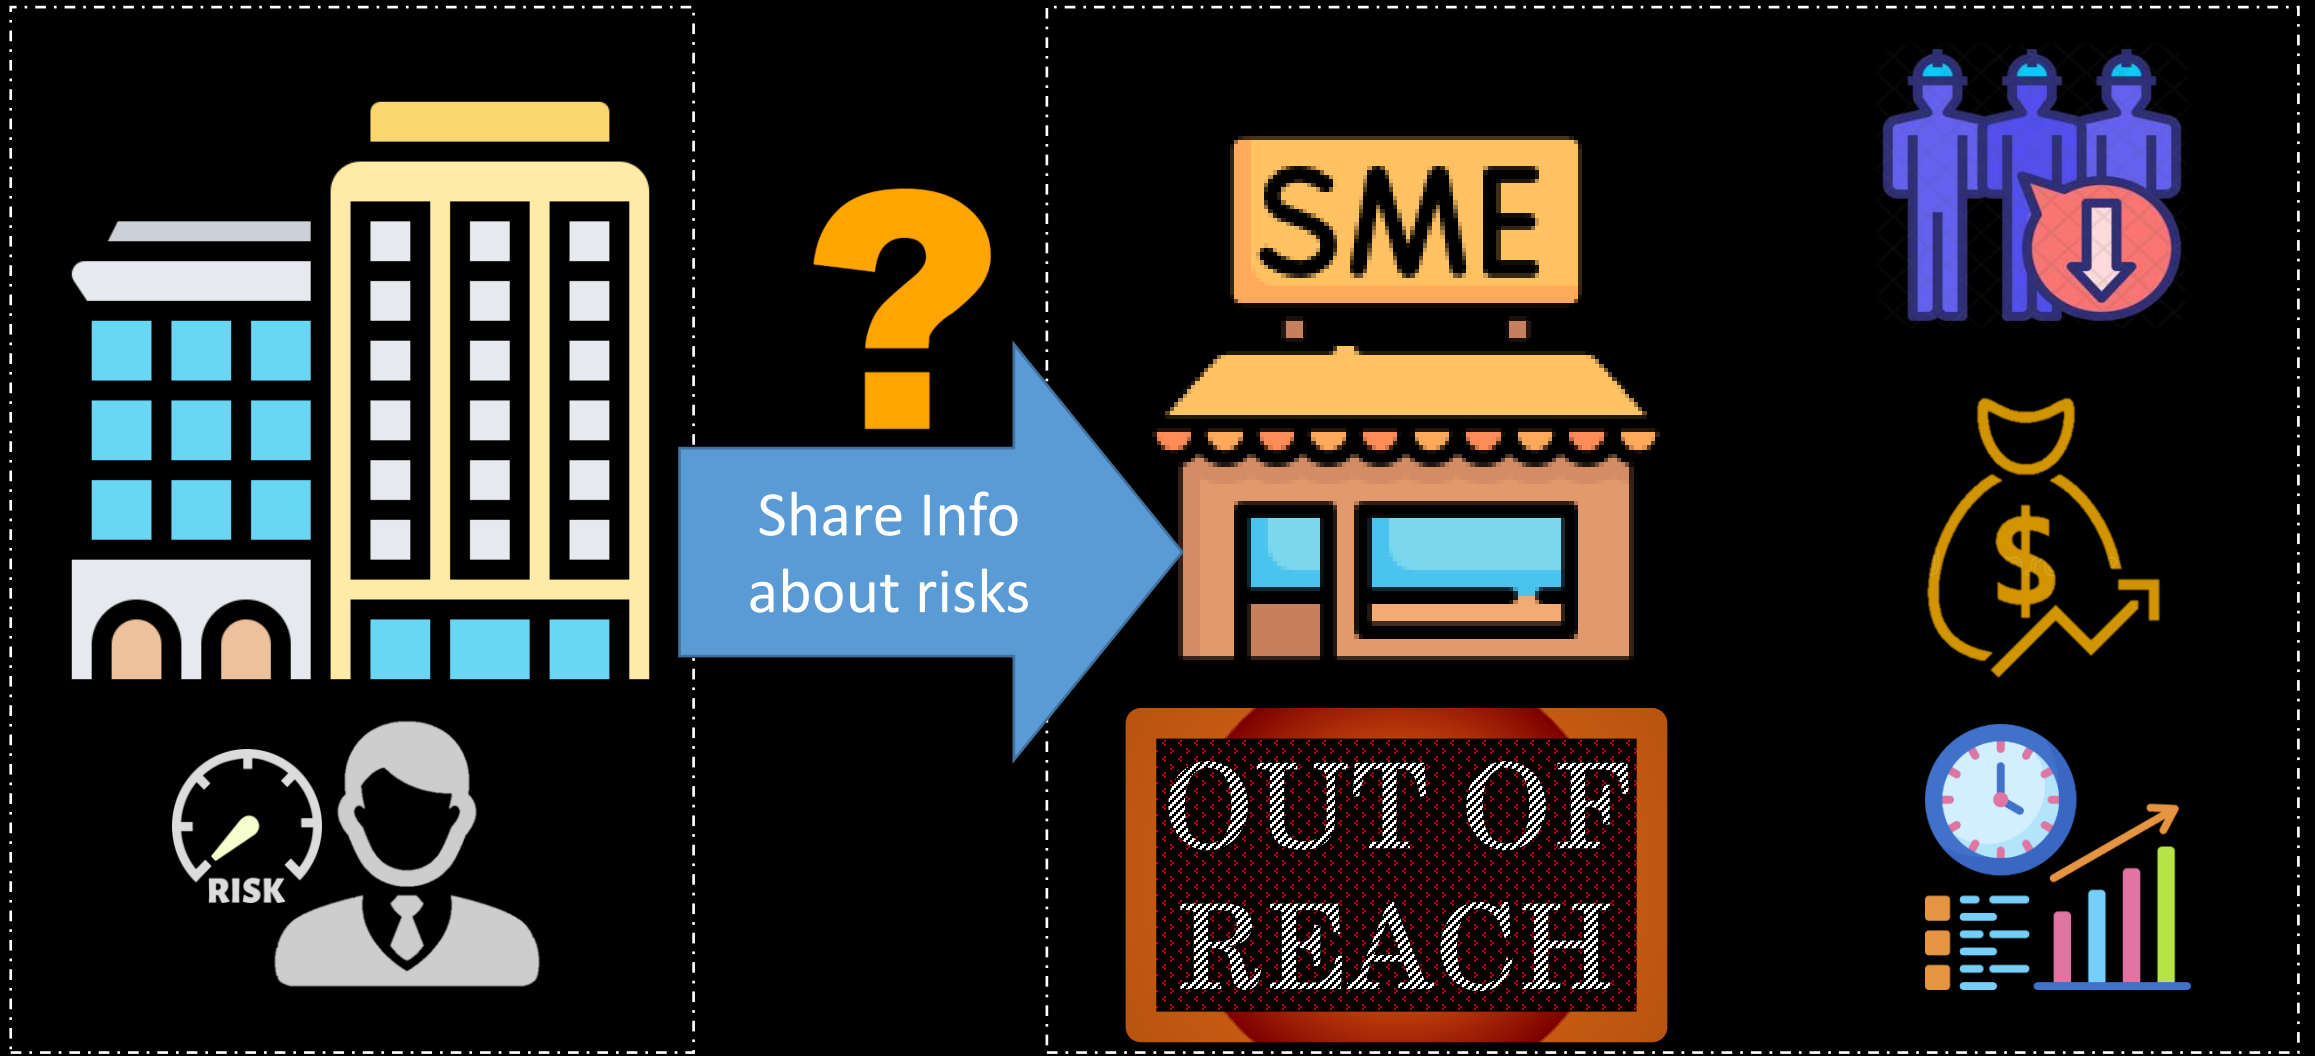 RISK
?
Share Info
about risks
SME
OUT OF
REACH
$